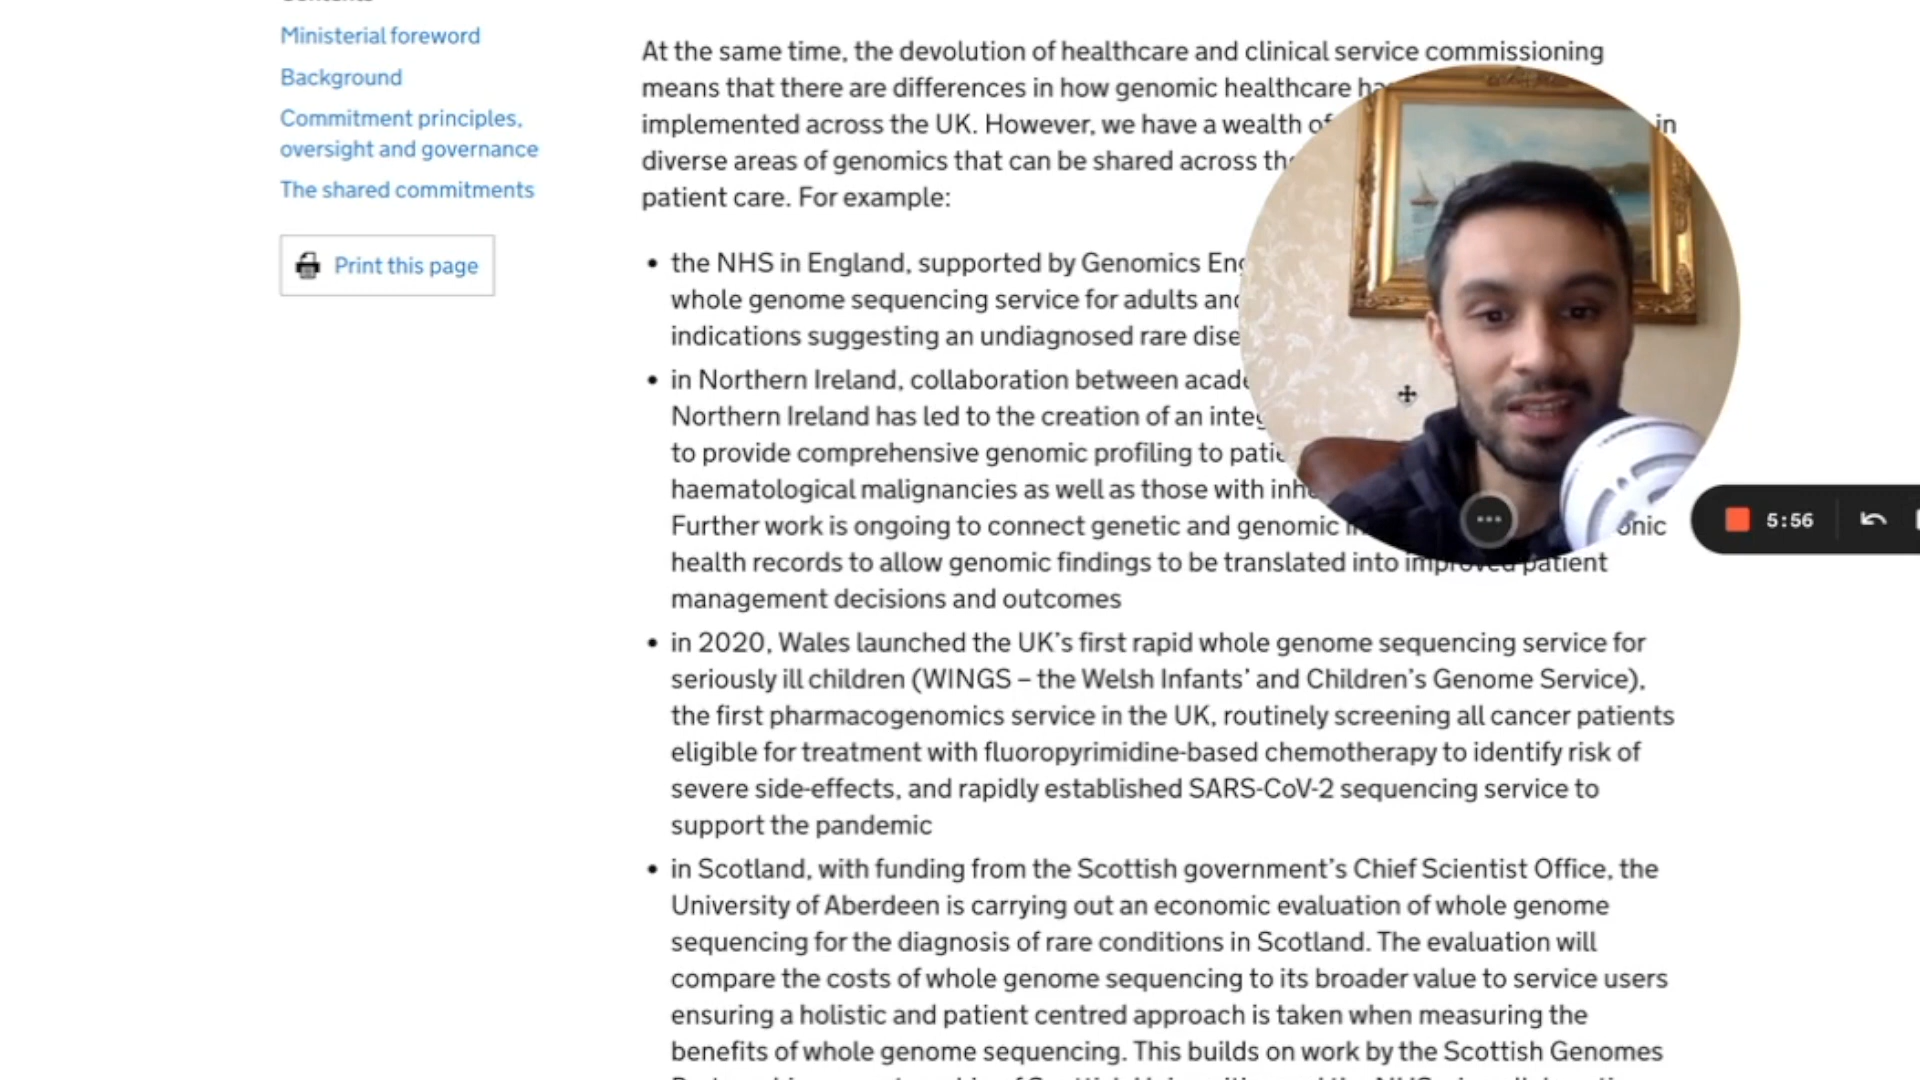 Ministerial foreword
Background
Commitment principles,
oversight and governance
The shared commitments
Print this page
At the same time, the devolution of healthcare and clinical service commissioning
means that there are differences in how genomic healthcare
implemented across the UK. However, we have a wealth of in
diverse areas of genomics that can be shared across
patient care. For example:
• the NHS in England, supported by Genomics
whole genome sequencing service for adults
indications suggesting an undiagnosed rare
• in Northern Ireland, collaboration between
Northern Ireland has led to the creation of an
to provide comprehensive genomic profiling to
haematological malignancies as well as those with
Further work is ongoing to connect genetic and genomic
health records to allow genomic findings to be translated into improved patient
management decisions and outcomes
• in 2020, Wales launched the UK's first rapid whole genome sequencing service for
seriously ill children (WINGS – the Welsh Infants' and Children's Genome Service),
the first pharmacogenomics service in the UK, routinely screening all cancer patients
eligible for treatment with fluoropyrimidine-based chemotherapy to identify risk of
severe side-effects, and rapidly established SARS-CoV-2 sequencing service to
support the pandemic
• in Scotland, with funding from the Scottish government's Chief Scientist Office, the
University of Aberdeen is carrying out an economic evaluation of whole genome
sequencing for the diagnosis of rare conditions in Scotland. The evaluation will
compare the costs of whole genome sequencing to its broader value to service users
ensuring a holistic and patient centred approach is taken when measuring the
benefits of whole genome sequencing. This builds on work by the Scottish Genomes
5:56